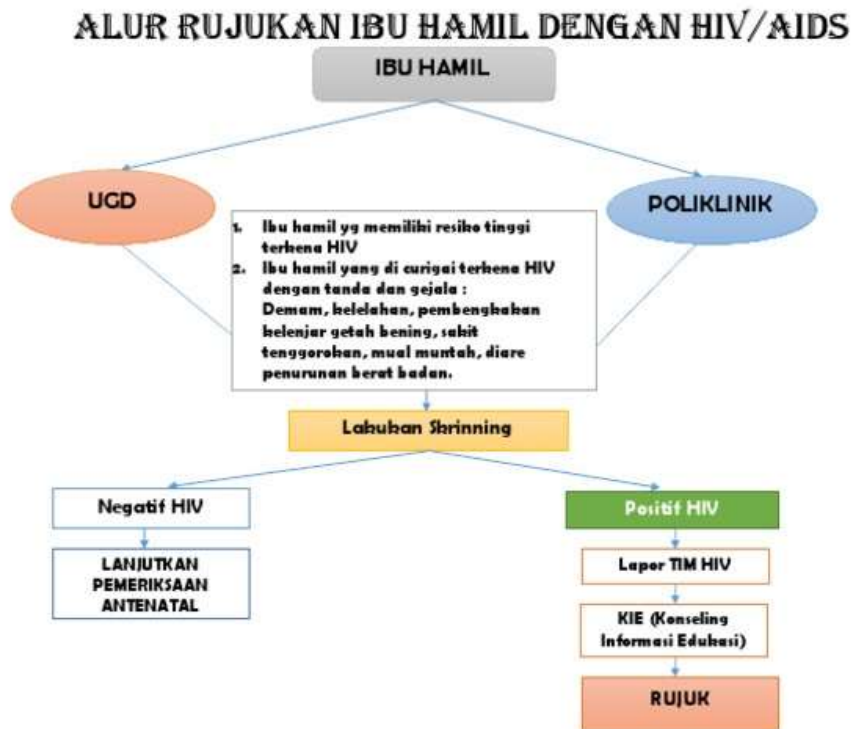 ALUR RUJUKAN IBU HAMIL DENGAN HIV/AIDS
IBU HAMIL
UGD
POLIKLINIK
1. Ibu hamil yg memiliki resiko tinggi
terkena HIV
2. Ibu hamil yang di curigai terkena HIV
dengan tanda dan gejala :
Demam, kelelahan, pembengkakan
kelenjar getah bening, sakit
tenggorokan, mual muntah, diare
penurunan berat badan.
Lakukan Skrinning
Negatif HIV
Positif HIV
LANJUTKAN
PEMERIKSAAN
ANTENATAL
Lapor TIM HIV
KIE (Konseling
Informasi Edukasi)
RUJUK